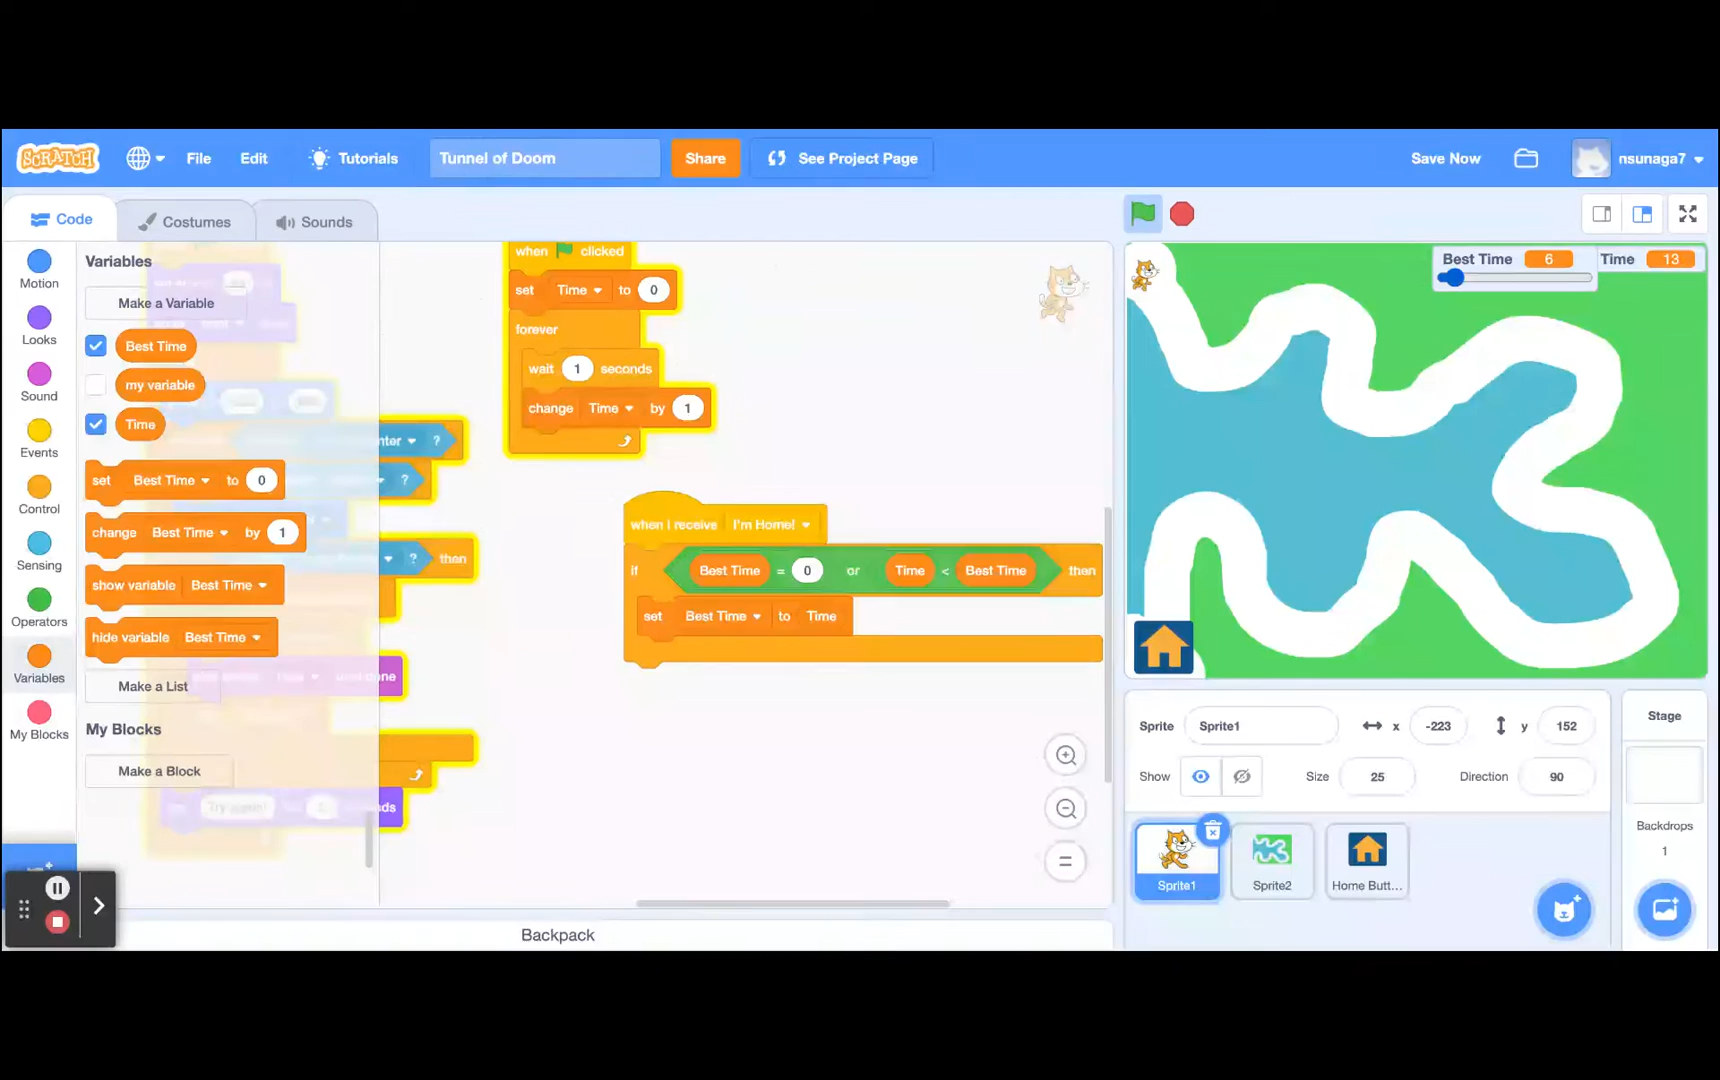 SCRATCH File Edit Tutorials Tunnel of Doom Share See Project Page Save Now nsunaga7
Code Costumes Sounds
Motion
Looks
Sound
Events
Control
Sensing
Operators
Variables
My Blocks
Variables
Make a Variable
Best Time
my variable
Time
set Best Time to 0
change Best Time by 1
show variable Best Time
hide variable Best Time
Make a List
My Blocks
Make a Block
?
?
? then
Try again!
when clicked
set Time to 0
forever
wait 1 seconds
change Time by 1
when I receive I'm Home!
if Best Time = 0 or Time < Best Time then
set Best Time to Time
Backpack
Best Time 6 Time 13
Sprite Sprite1 x -223 y 152
Show Size 25 Direction 90
Sprite1
Sprite2
Home Butt...
Stage
Backdrops
1